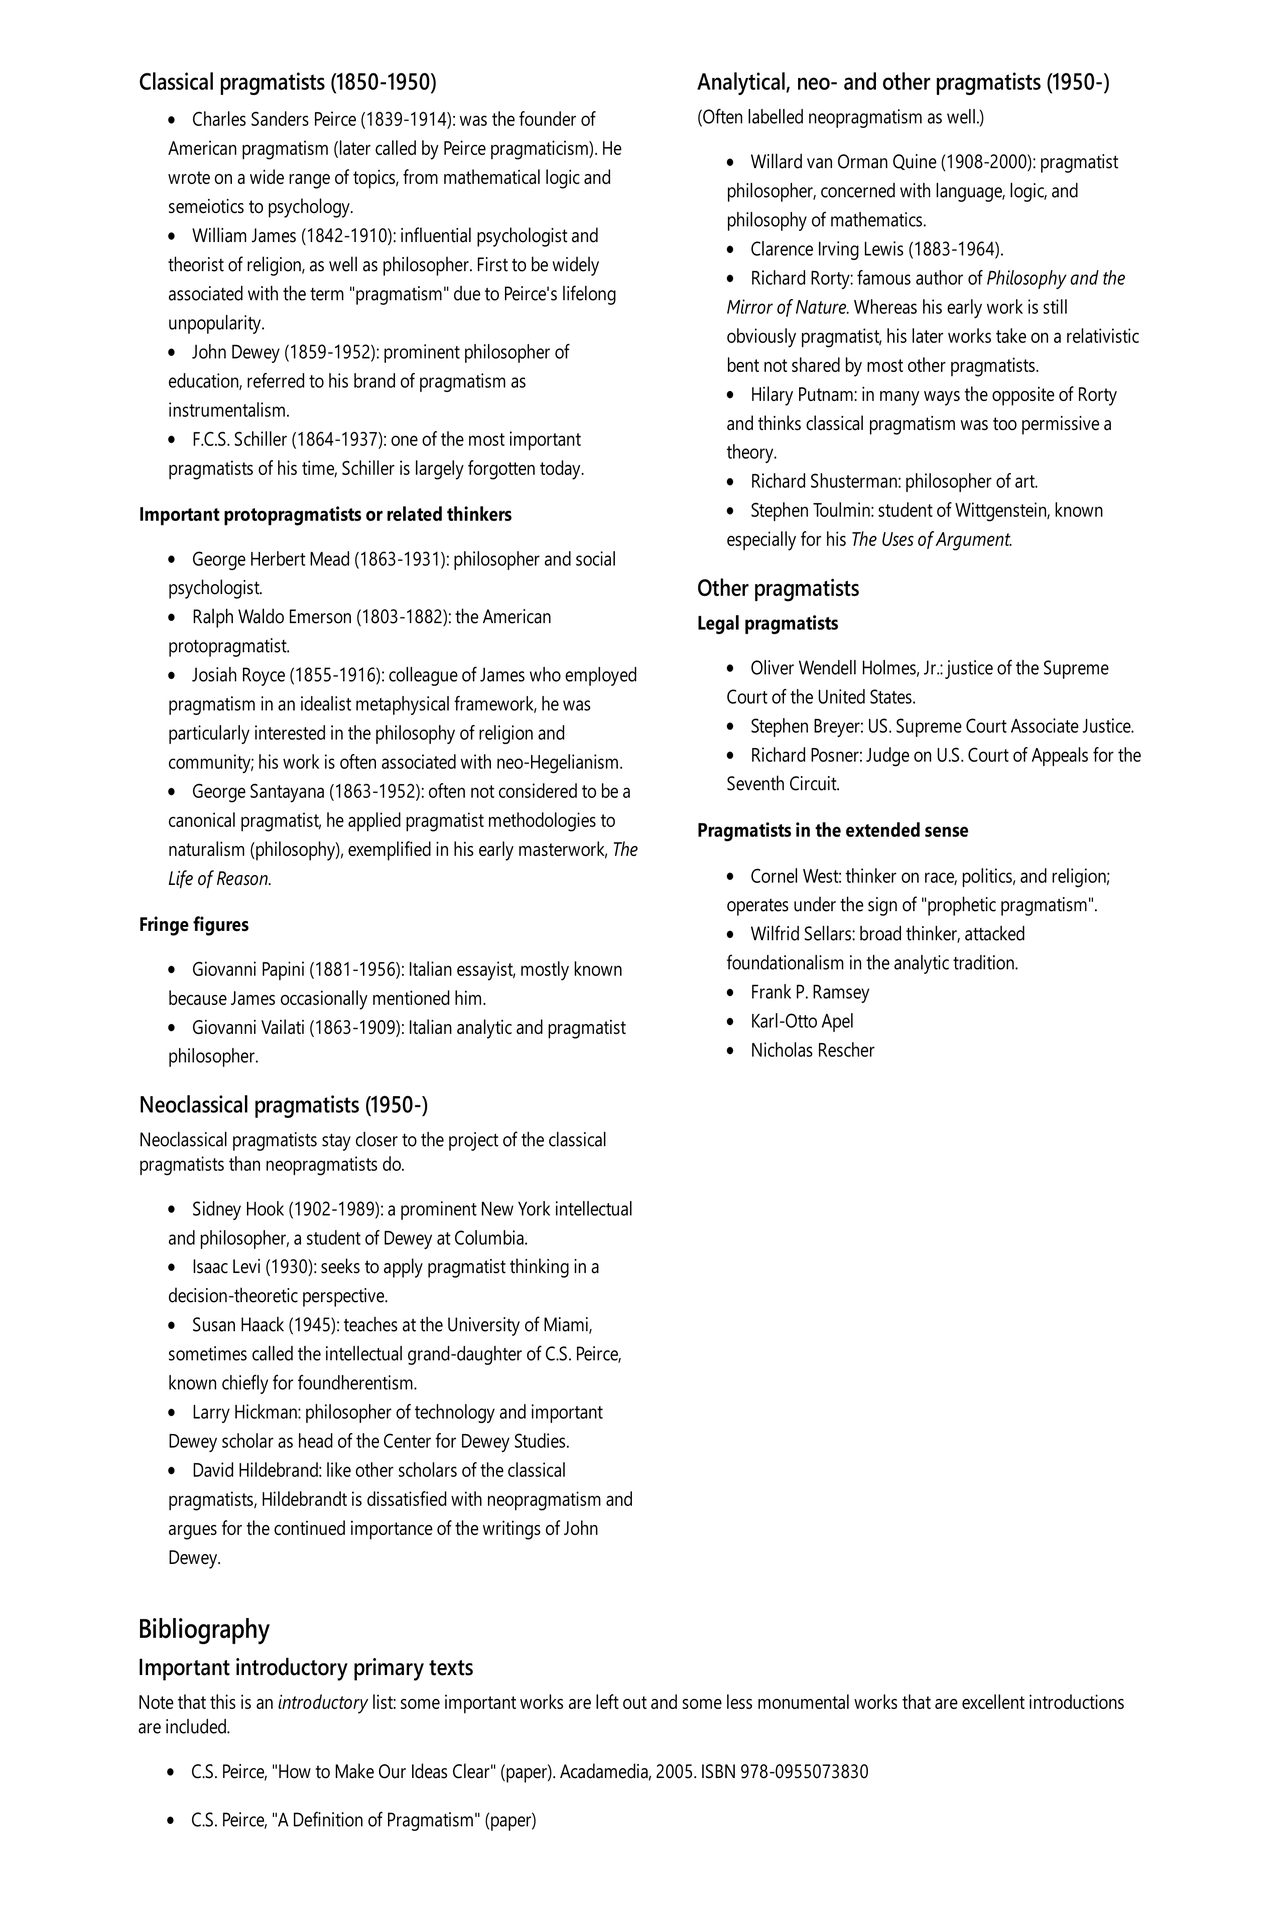 Classical pragmatists (1850-1950)
• Charles Sanders Peirce (1839-1914): was the founder of
American pragmatism (later called by Peirce pragmaticism). He
wrote on a wide range of topics, from mathematical logic and
semeiotics to psychology.
• William James (1842-1910): influential psychologist and
theorist of religion, as well as philosopher. First to be widely
associated with the term "pragmatism" due to Peirce's lifelong
unpopularity.
• John Dewey (1859-1952): prominent philosopher of
education, referred to his brand of pragmatism as
instrumentalism.
• F.C.S. Schiller (1864-1937): one of the most important
pragmatists of his time, Schiller is largely forgotten today.
Important protopragmatists or related thinkers
• George Herbert Mead (1863-1931): philosopher and social
psychologist.
• Ralph Waldo Emerson (1803-1882): the American
protopragmatist.
• Josiah Royce (1855-1916): colleague of James who employed
pragmatism in an idealist metaphysical framework, he was
particularly interested in the philosophy of religion and
community; his work is often associated with neo-Hegelianism.
• George Santayana (1863-1952): often not considered to be a
canonical pragmatist, he applied pragmatist methodologies to
naturalism (philosophy), exemplified in his early masterwork, The
Life of Reason.
Fringe figures
• Giovanni Papini (1881-1956): Italian essayist, mostly known
because James occasionally mentioned him.
• Giovanni Vailati (1863-1909): Italian analytic and pragmatist
philosopher.
Neoclassical pragmatists (1950-)
Neoclassical pragmatists stay closer to the project of the classical
pragmatists than neopragmatists do.
• Sidney Hook (1902-1989): a prominent New York intellectual
and philosopher, a student of Dewey at Columbia.
• Isaac Levi (1930): seeks to apply pragmatist thinking in a
decision-theoretic perspective.
• Susan Haack (1945): teaches at the University of Miami,
sometimes called the intellectual grand-daughter of C.S. Peirce,
known chiefly for foundherentism.
• Larry Hickman: philosopher of technology and important
Dewey scholar as head of the Center for Dewey Studies.
• David Hildebrand: like other scholars of the classical
pragmatists, Hildebrandt is dissatisfied with neopragmatism and
argues for the continued importance of the writings of John
Dewey.
Analytical, neo- and other pragmatists (1950-)
(Often labelled neopragmatism as well.)
• Willard van Orman Quine (1908-2000): pragmatist
philosopher, concerned with language, logic, and
philosophy of mathematics.
• Clarence Irving Lewis (1883-1964).
• Richard Rorty: famous author of Philosophy and the
Mirror of Nature. Whereas his early work is still
obviously pragmatist, his later works take on a relativistic
bent not shared by most other pragmatists.
• Hilary Putnam: in many ways the opposite of Rorty
and thinks classical pragmatism was too permissive a
theory.
• Richard Shusterman: philosopher of art.
• Stephen Toulmin: student of Wittgenstein, known
especially for his The Uses of Argument.
Other pragmatists
Legal pragmatists
• Oliver Wendell Holmes, Jr.: justice of the Supreme
Court of the United States.
• Stephen Breyer: US. Supreme Court Associate Justice.
• Richard Posner: Judge on U.S. Court of Appeals for the
Seventh Circuit.
Pragmatists in the extended sense
• Cornel West: thinker on race, politics, and religion;
operates under the sign of "prophetic pragmatism".
• Wilfrid Sellars: broad thinker, attacked
foundationalism in the analytic tradition.
• Frank P. Ramsey
• Karl-Otto Apel
• Nicholas Rescher
Bibliography
Important introductory primary texts
Note that this is an introductory list: some important works are left out and some less monumental works that are excellent introductions
are included.
• C.S. Peirce, "How to Make Our Ideas Clear" (paper). Acadamedia, 2005. ISBN 978-0955073830
• C.S. Peirce, "A Definition of Pragmatism" (paper)